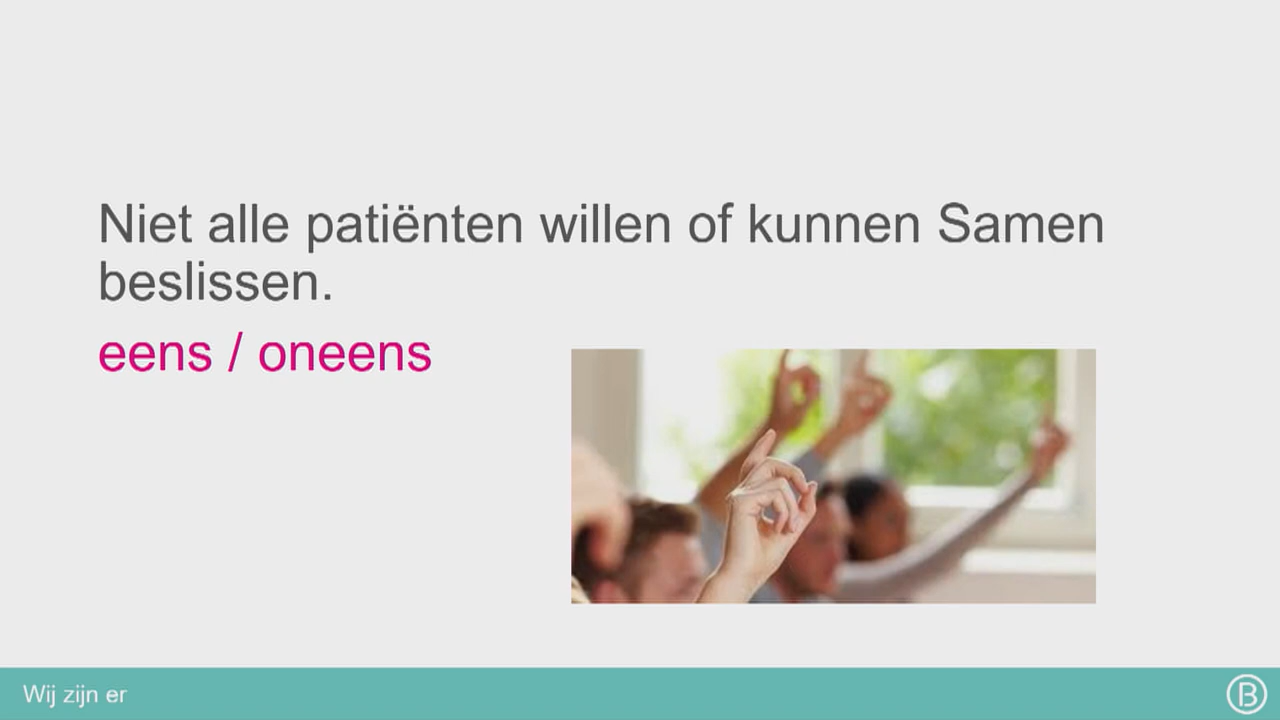 Niet alle patiënten willen of kunnen Samen
beslissen.
eens / oneens
Wij zijn er
B